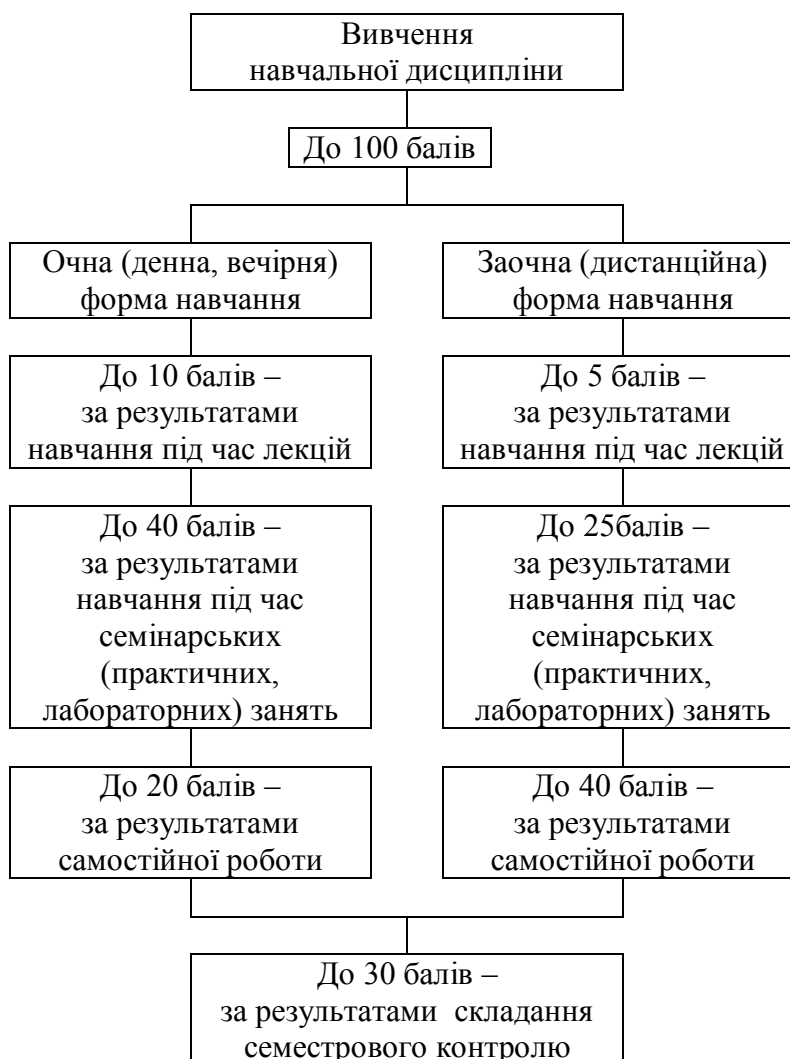 Вивчення
навчальної дисципліни
До 100 балів
Очна (денна, вечірня)
форма навчання
До 10 балів –
за результатами
навчання під час лекцій
До 40 балів –
за результатами
навчання під час
семінарських
(практичних,
лабораторних) занять
До 20 балів –
за результатами
самостійної роботи
Заочна (дистанційна)
форма навчання
До 5 балів –
за результатами
навчання під час лекцій
До 25балів –
за результатами
навчання під час
семінарських
(практичних,
лабораторних) занять
До 40 балів –
за результатами
самостійної роботи
До 30 балів –
за результатами складання
семестрового контролю